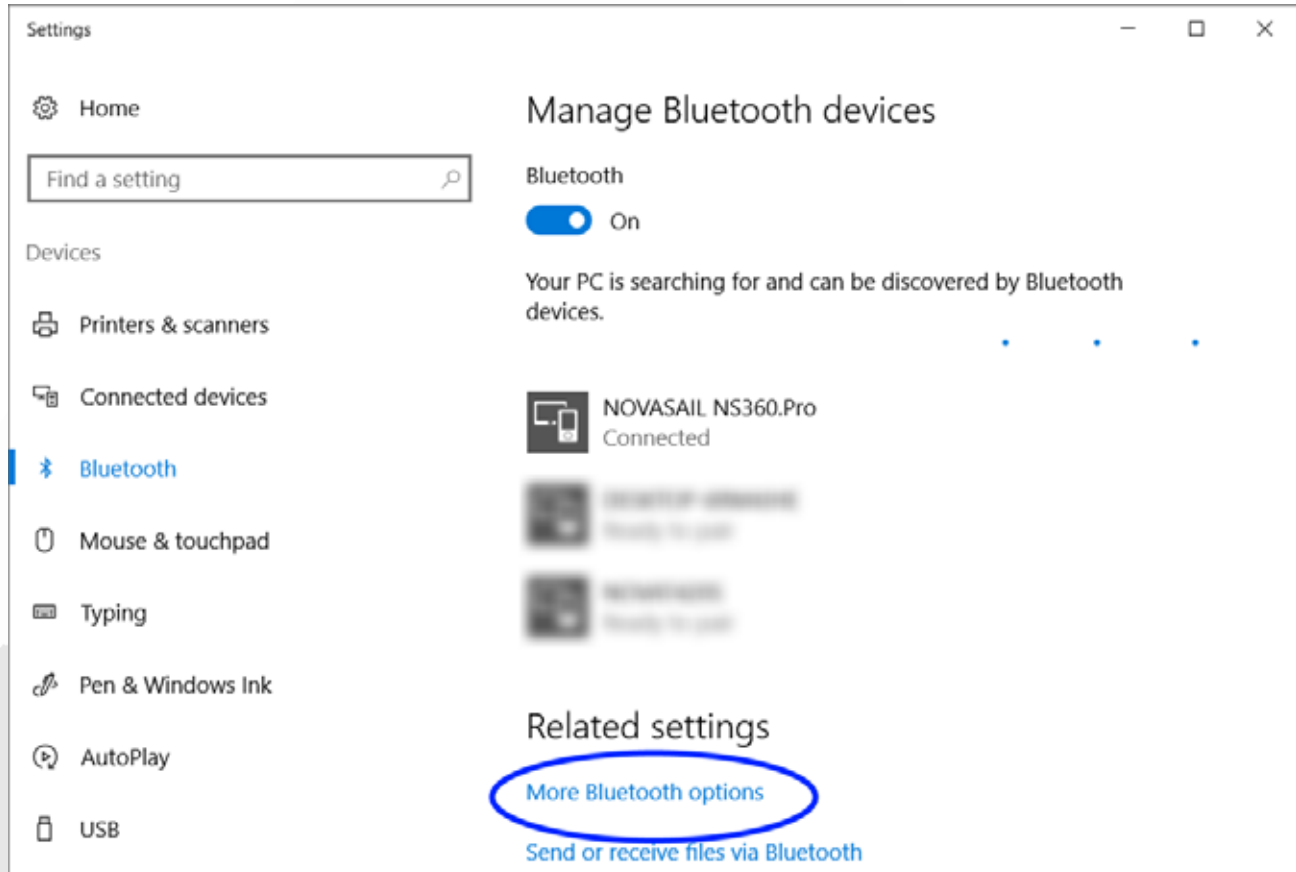 Settings
Home
Find a setting
Devices
Printers & scanners
Connected devices
Bluetooth
Mouse & touchpad
Typing
Pen & Windows Ink
AutoPlay
USB
Manage Bluetooth devices
Bluetooth
On
Your PC is searching for and can be discovered by Bluetooth
devices.
NOVASAIL NS360.Pro
Connected
Related settings
More Bluetooth options
Send or receive files via Bluetooth